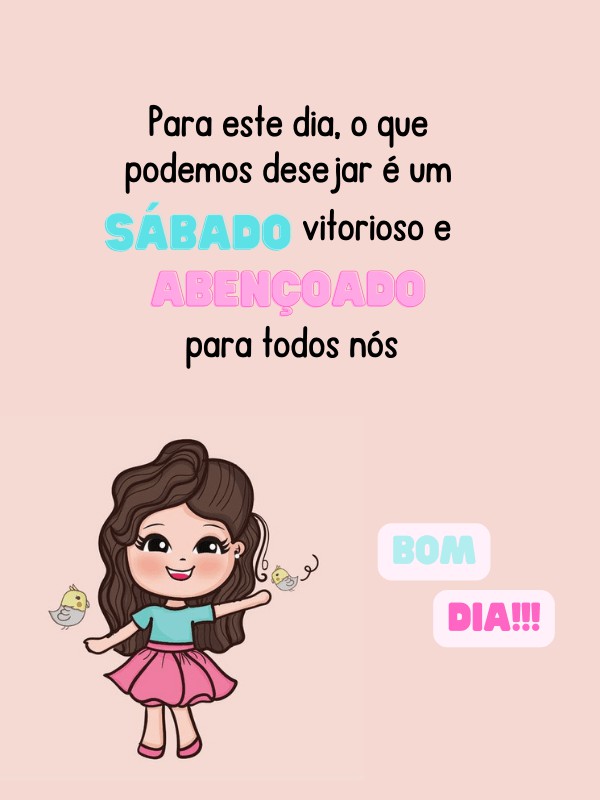 Para este dia, o que
podemos desejar é um
SÁBADO vitorioso e
ABENÇOADO
para todos nós
BOM
DIA!!!